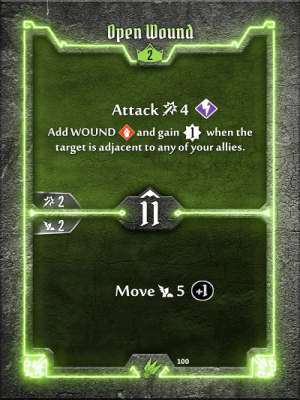 Open Wound
2
Attack 4
Add WOUND and gain 1 when the
target is adjacent to any of your allies.
2
2
11
Move 5 +1
100